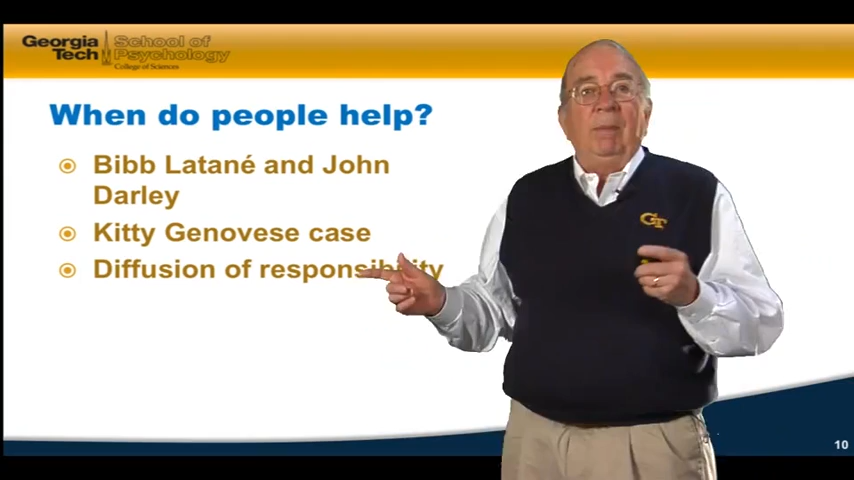 Georgia Tech
School of Psychology
College of Sciences
When do people help?
Bibb Latané and John
Darley
Kitty Genovese case
Diffusion of responsibility
GT
10